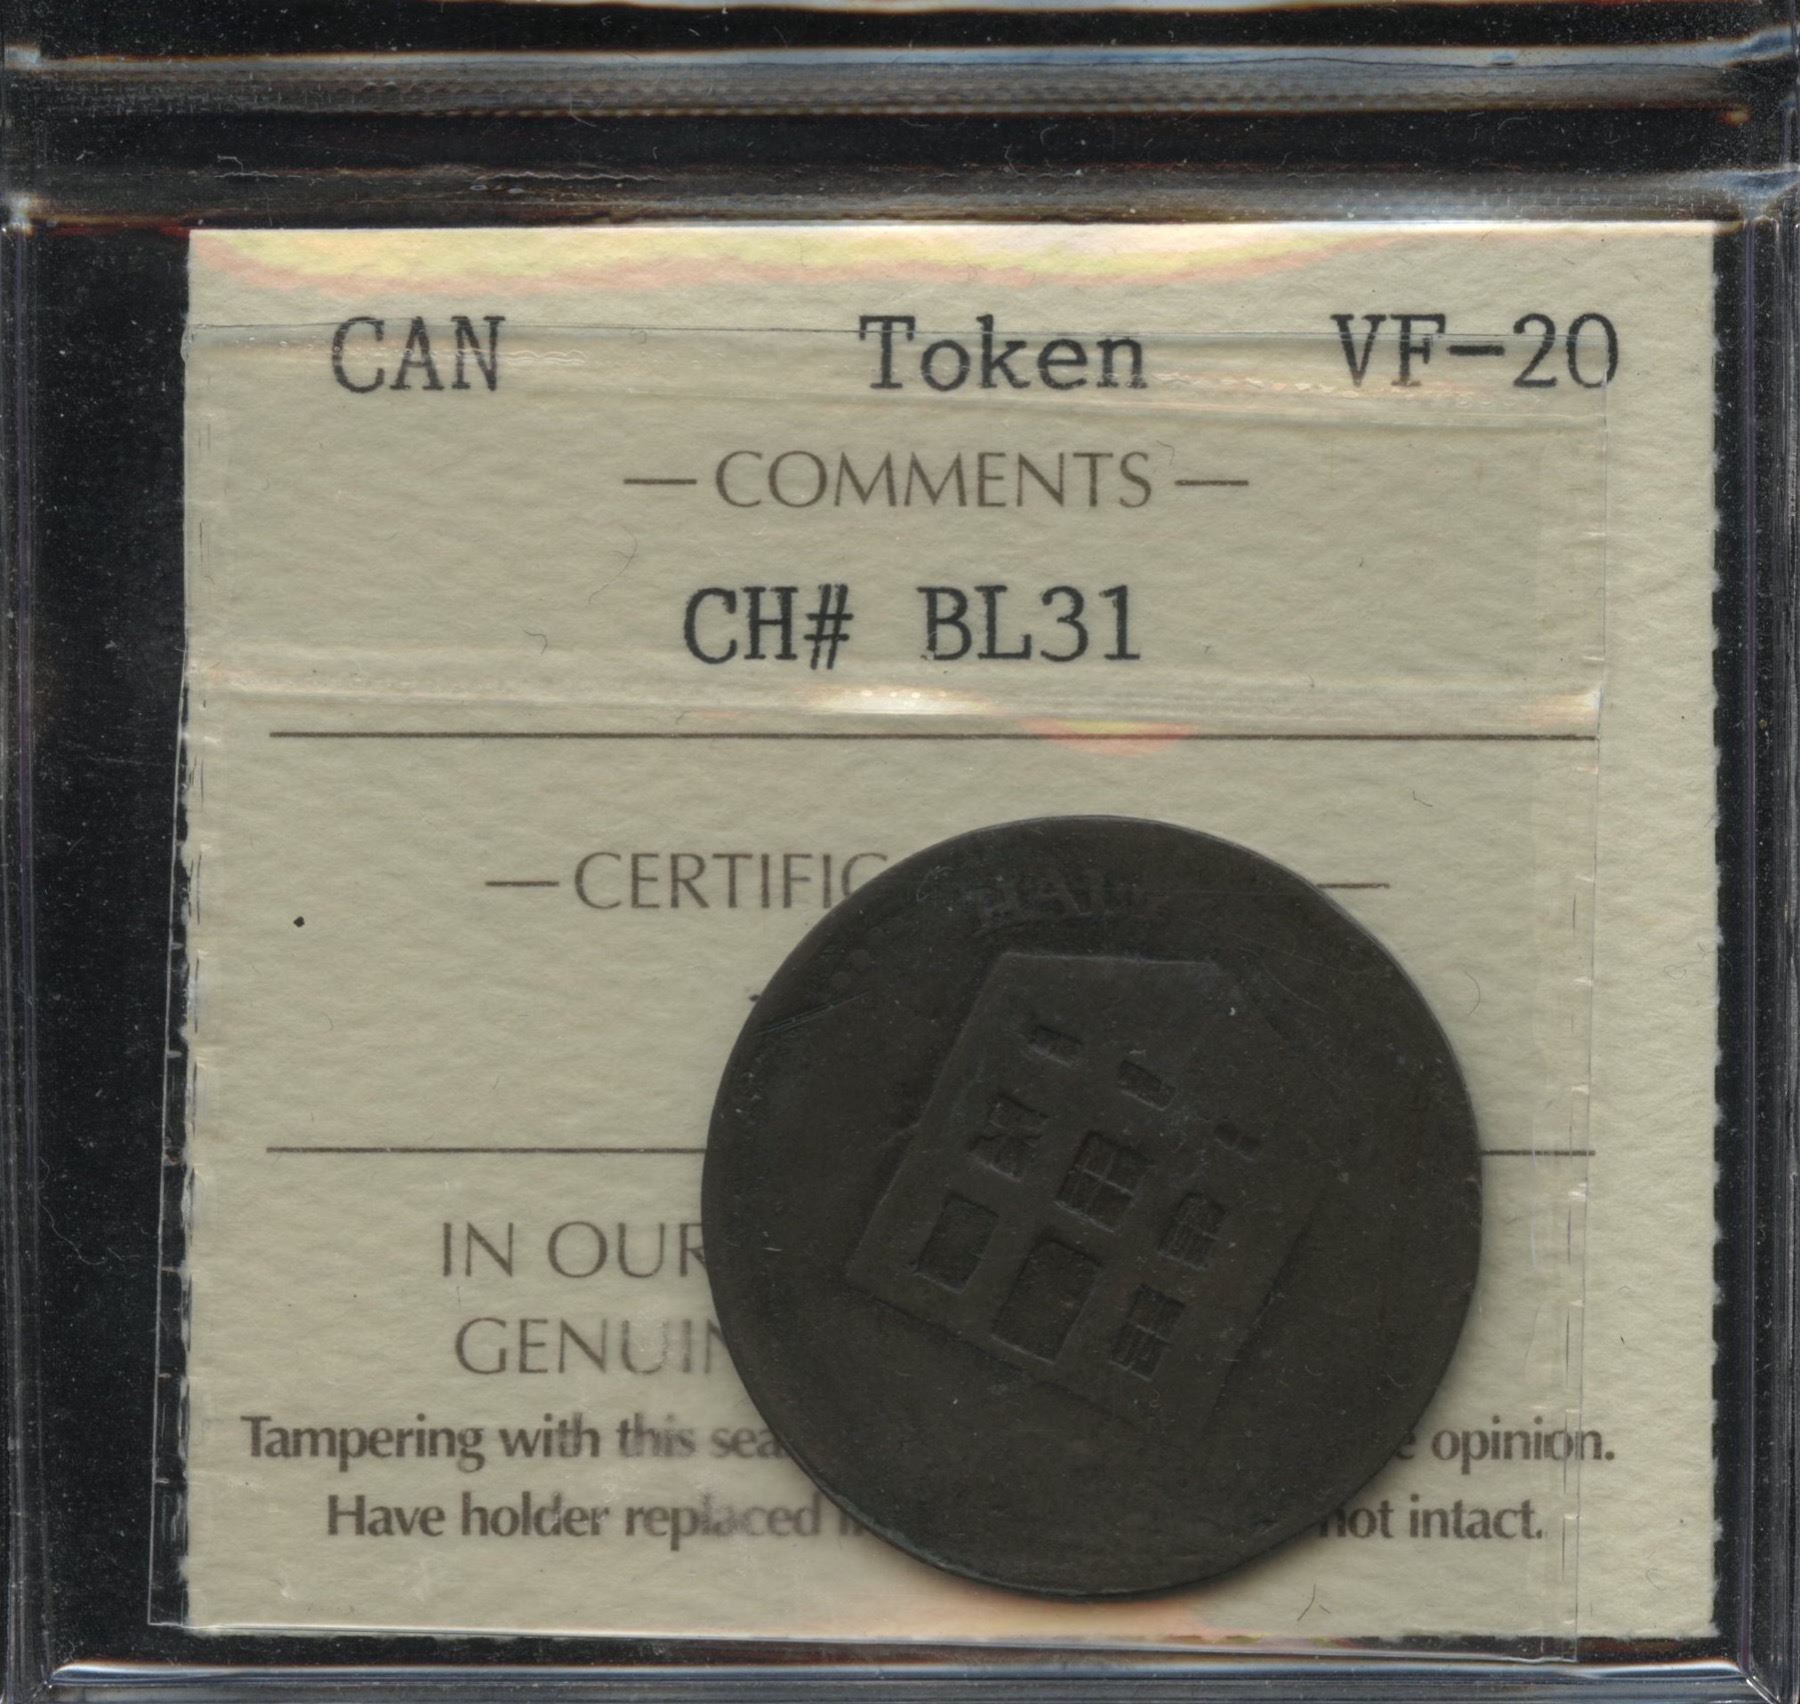 CAN Token VF-20
— COMMENTS —
CH# BL31
HALF
— CERTIFIC —
IN OUR
GENUIN
Tampering with this sea e opinion.
Have holder replaced not intact.